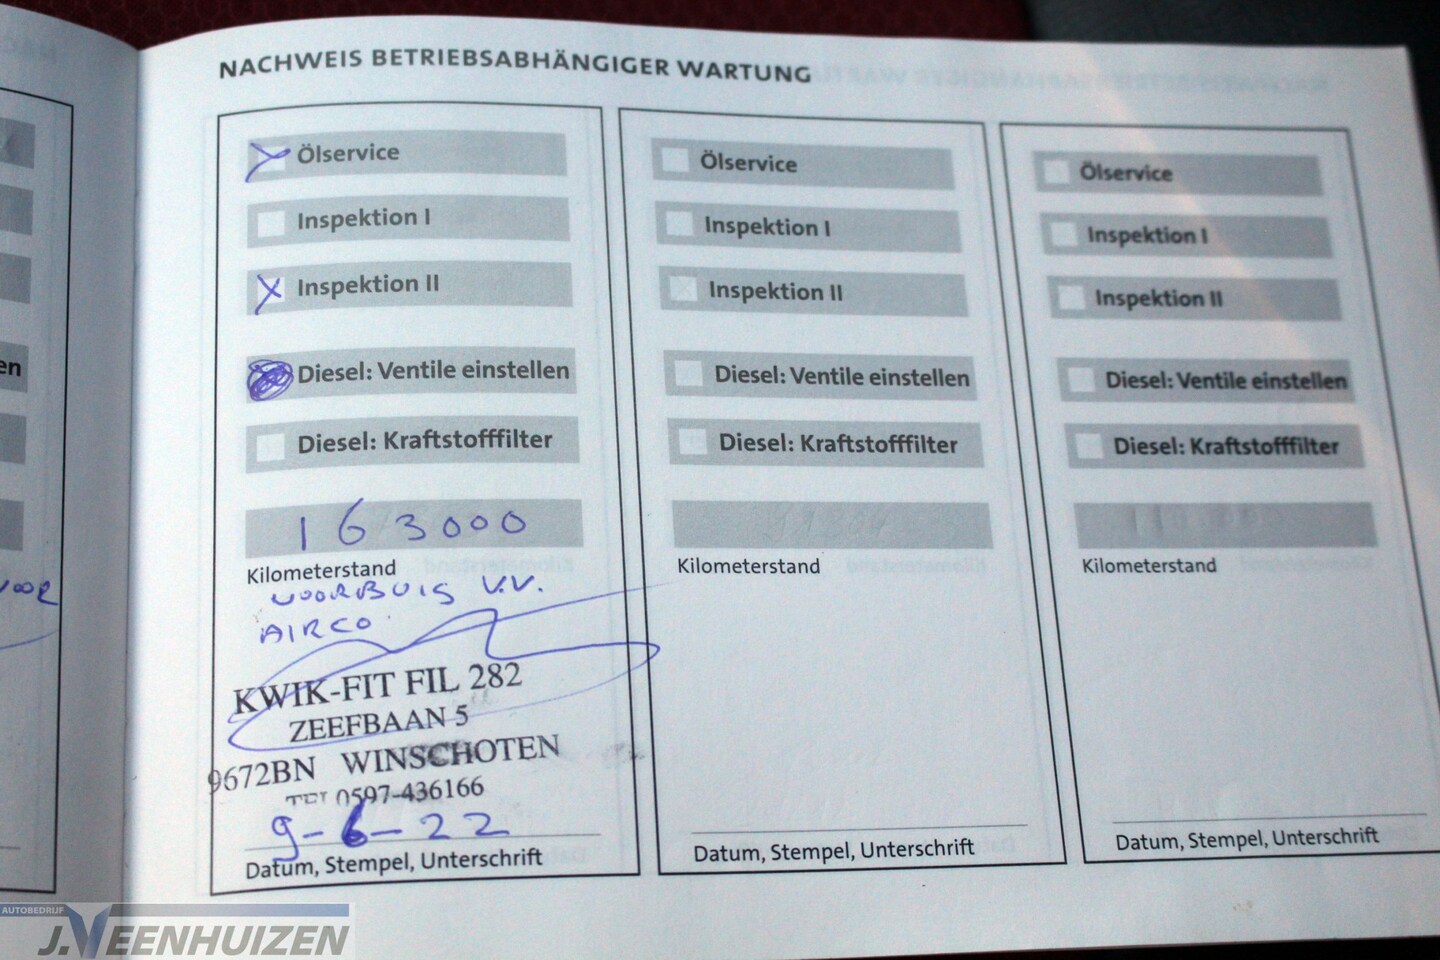 NACHWEIS BETRIEBSABHÄNGIGER WARTUNG
Ölservice
Inspektion I
Inspektion II
Diesel: Ventile einstellen
Diesel: Kraftstofffilter
163000
Kilometerstand
VOORBUIS V.V.
AIRCO
KWIK-FIT FIL 282
ZEEFBAAN 5
9672BN WINSCHOTEN
TEL 0597-436166
9-6-22
Datum, Stempel, Unterschrift
Ölservice
Inspektion I
Inspektion II
Diesel: Ventile einstellen
Diesel: Kraftstofffilter
Kilometerstand
Datum, Stempel, Unterschrift
Ölservice
Inspektion I
Inspektion II
Diesel: Ventile einstellen
Diesel: Kraftstofffilter
Kilometerstand
Datum, Stempel, Unterschrift
en
VOOR
AUTOBEDRIJF
J.VEENHUIZEN